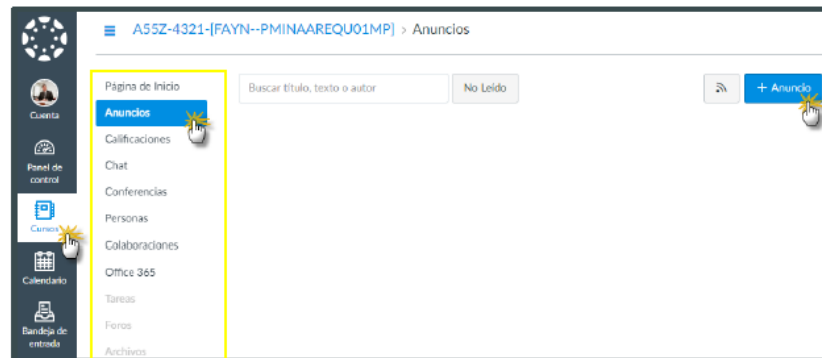 A55Z-4321-[FAYN--PMINAAREQU01MP] > Anuncios
Cuenta
Panel de
control
Cursos
Calendario
Bandeja de
entrada
Página de Inicio
Anuncios
Calificaciones
Chat
Conferencias
Personas
Colaboraciones
Office 365
Tareas
Foros
Archivos
Buscar título, texto o autor
No Leído
+ Anuncio